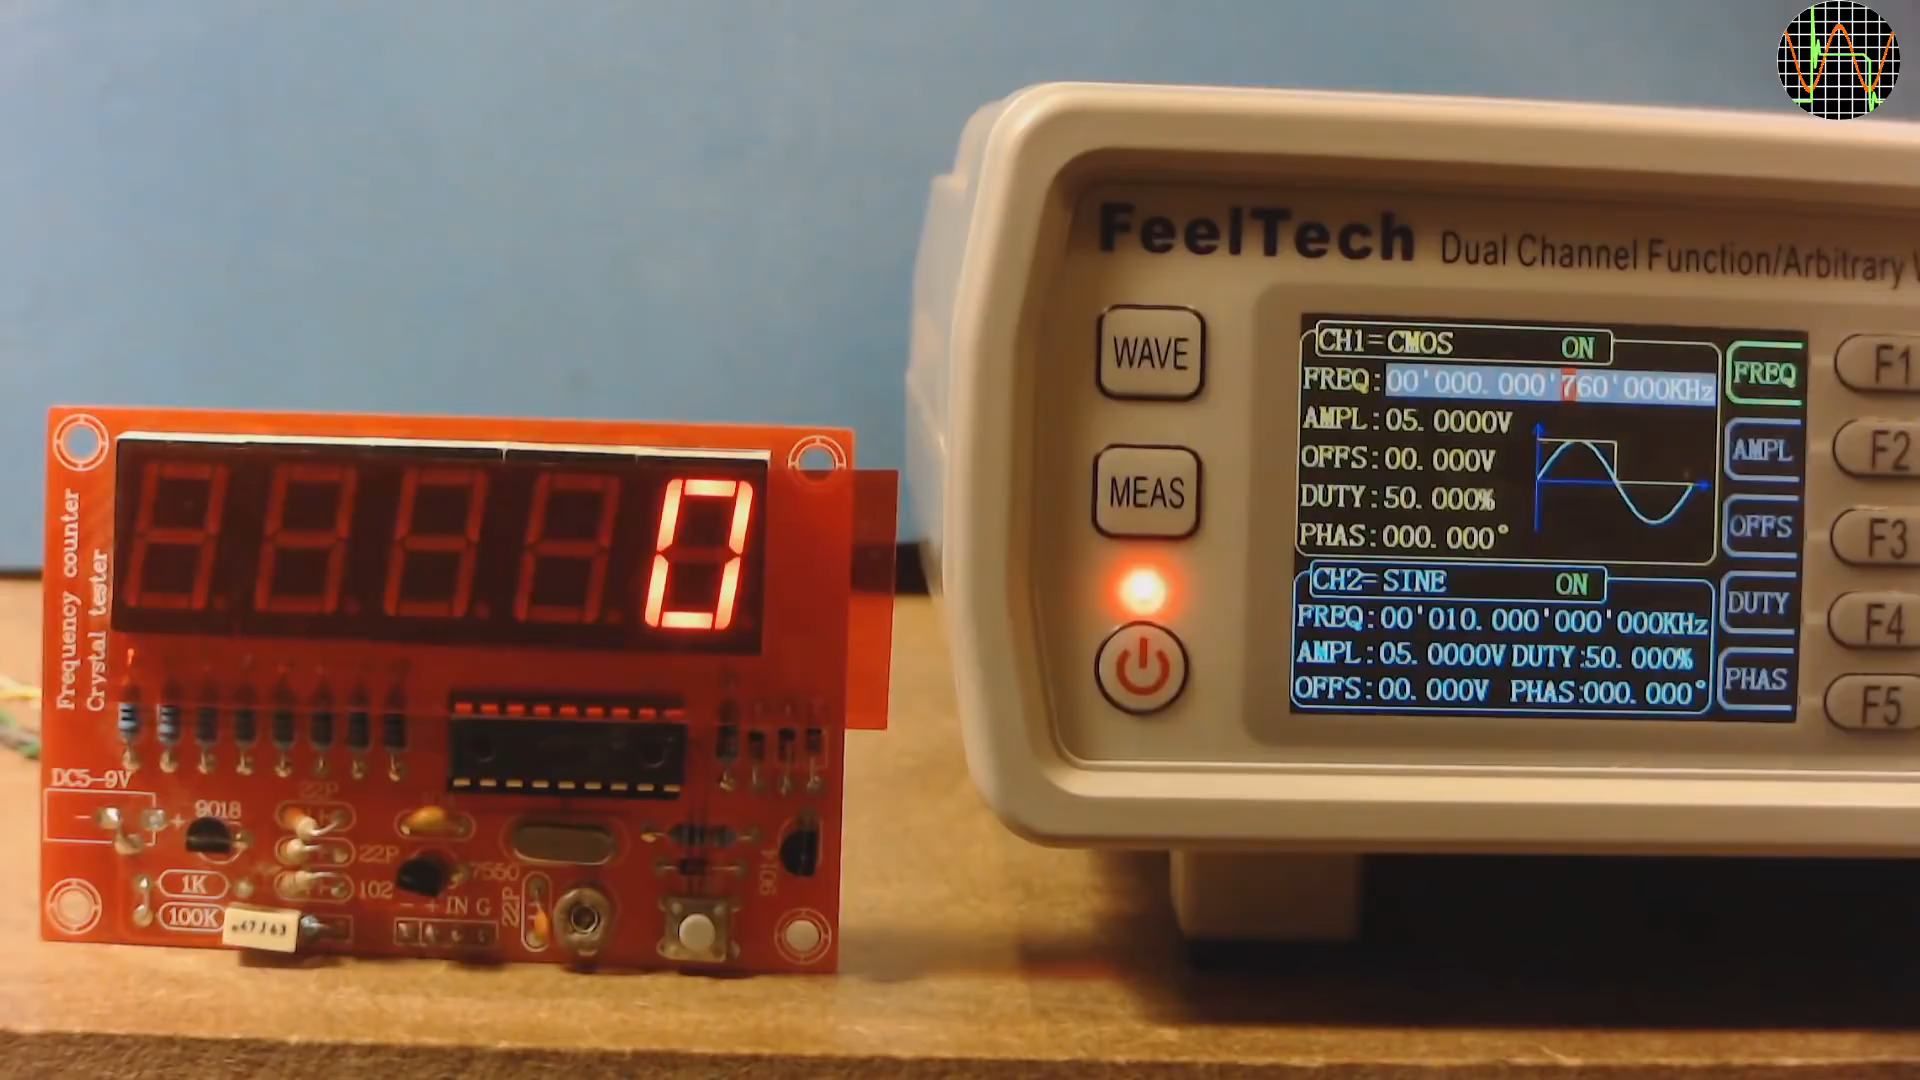 Frequency counter
Crystal tester
0
DC5-9V
- +
9018
22P
22P
102
1K
100K
7550
- + IN G
22P
9014
FeelTech Dual Channel Function/Arbitrary
WAVE
MEAS
CH1=CMOS ON
FREQ:00'000.000'760'000KHz
AMPL:05.0000V
OFFS:00.000V
DUTY:50.000%
PHAS:000.000°
CH2=SINE ON
FREQ:00'010.000'000'000KHz
AMPL:05.0000V DUTY:50.000%
OFFS:00.000V PHAS:000.000°
FREQ
AMPL
OFFS
DUTY
PHAS
F1
F2
F3
F4
F5